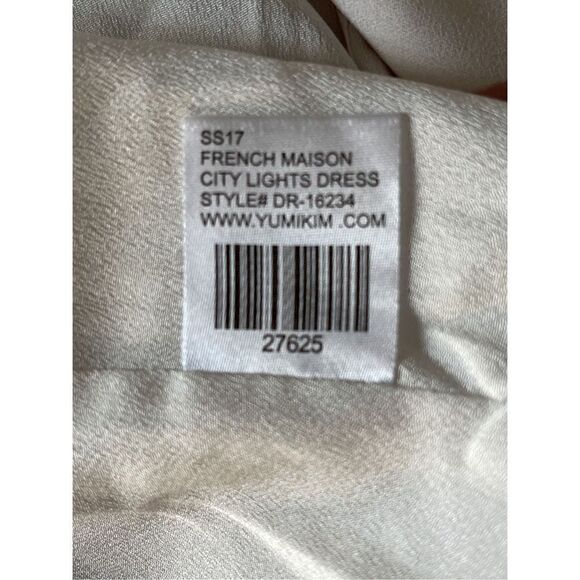 SS17
FRENCH MAISON
CITY LIGHTS DRESS
STYLE# DR-16234
WWW.YUMIKIM .COM
27625